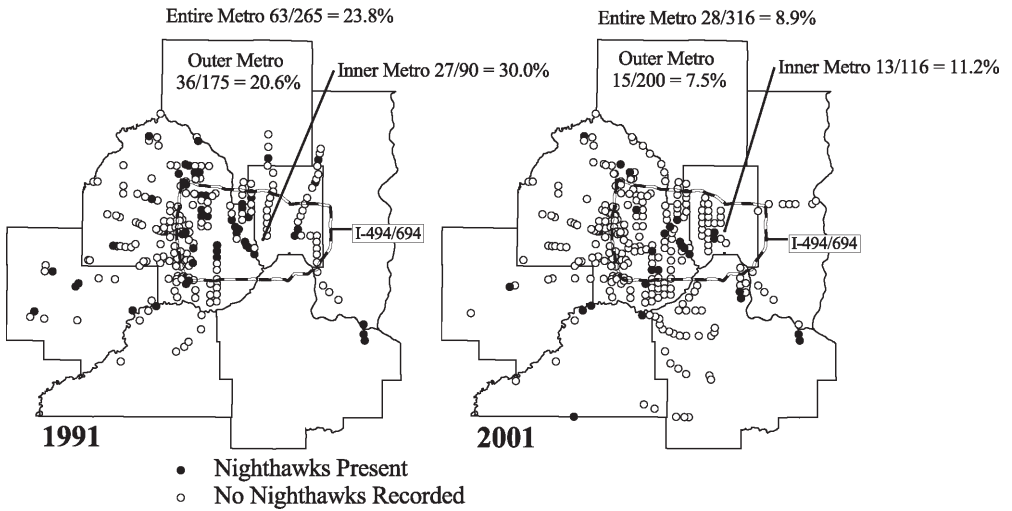 Entire Metro 63/265 = 23.8%
Outer Metro
36/175 = 20.6%
Inner Metro 27/90 = 30.0%
I-494/694
1991
Entire Metro 28/316 = 8.9%
Outer Metro
15/200 = 7.5%
Inner Metro 13/116 = 11.2%
I-494/694
2001
Nighthawks Present
No Nighthawks Recorded